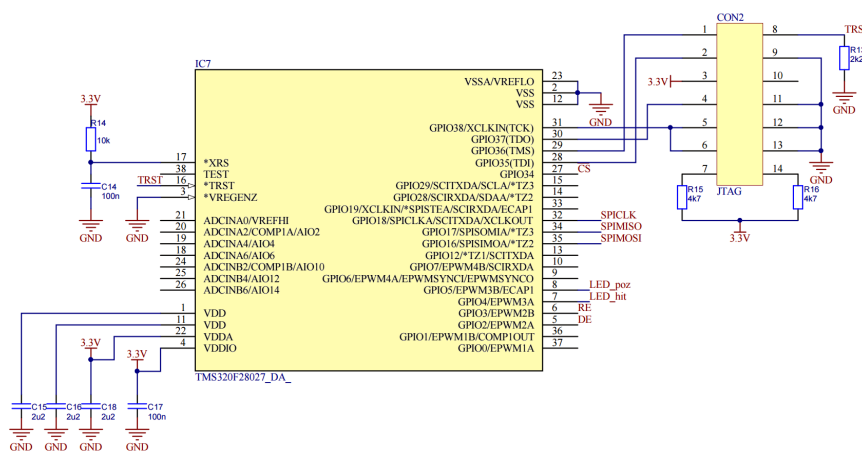 CON2
1 8 TRS
2 9
3.3V 3 10
4 11
5 12
6 13
7 14
JTAG
GND
R15
4k7
R16
4k7
3.3V
GND
2k2
IC7
VSSA/VREFLO 23
VSS 2
VSS 12
GND
GPIO38/XCLKIN(TCK) 31
GPIO37(TDO) 30
GPIO36(TMS) 29
GPIO35(TDI) 28
GPIO34 27 CS
GPIO29/SCITXDA/SCLA/*TZ3 15
GPIO28/SCIRXDA/SDAA/*TZ2 14
GPIO19/XCLKIN/*SPISTEA/SCIRXDA/ECAP1 33
GPIO18/SPICLKA/SCITXDA/XCLKOUT 32 SPICLK
GPIO17/SPISOMIA/*TZ3 34 SPIMISO
GPIO16/SPISIMOA/*TZ2 35 SPIMOSI
GPIO12/*TZ1/SCITXDA 13
GPIO7/EPWM4B/SCIRXDA 10
GPIO6/EPWM4A/EPWMSYNCI/EPWMSYNCO 9
GPIO5/EPWM3B/ECAP1 8 LED_poz
GPIO4/EPWM3A 7 LED_hit
GPIO3/EPWM2B 6 RE
GPIO2/EPWM2A 5 DE
GPIO1/EPWM1B/COMP1OUT 36
GPIO0/EPWM1A 37
3.3V
R14
10k
C14
100n
GND
GND
17 *XRS
38 TEST
TRST 16 *TRST
3 *VREGENZ
21 ADCINA0/VREFHI
20 ADCINA2/COMP1A/AIO2
19 ADCINA4/AIO4
18 ADCINA6/AIO6
24 ADCINB2/COMP1B/AIO10
25 ADCINB4/AIO12
26 ADCINB6/AIO14
1 VDD
11 VDD
22 VDDA
4 VDDIO
3.3V
3.3V
TMS320F28027_DA_
C15
2u2
C16
2u2
C18
2u2
C17
100n
GND
GND
GND
GND